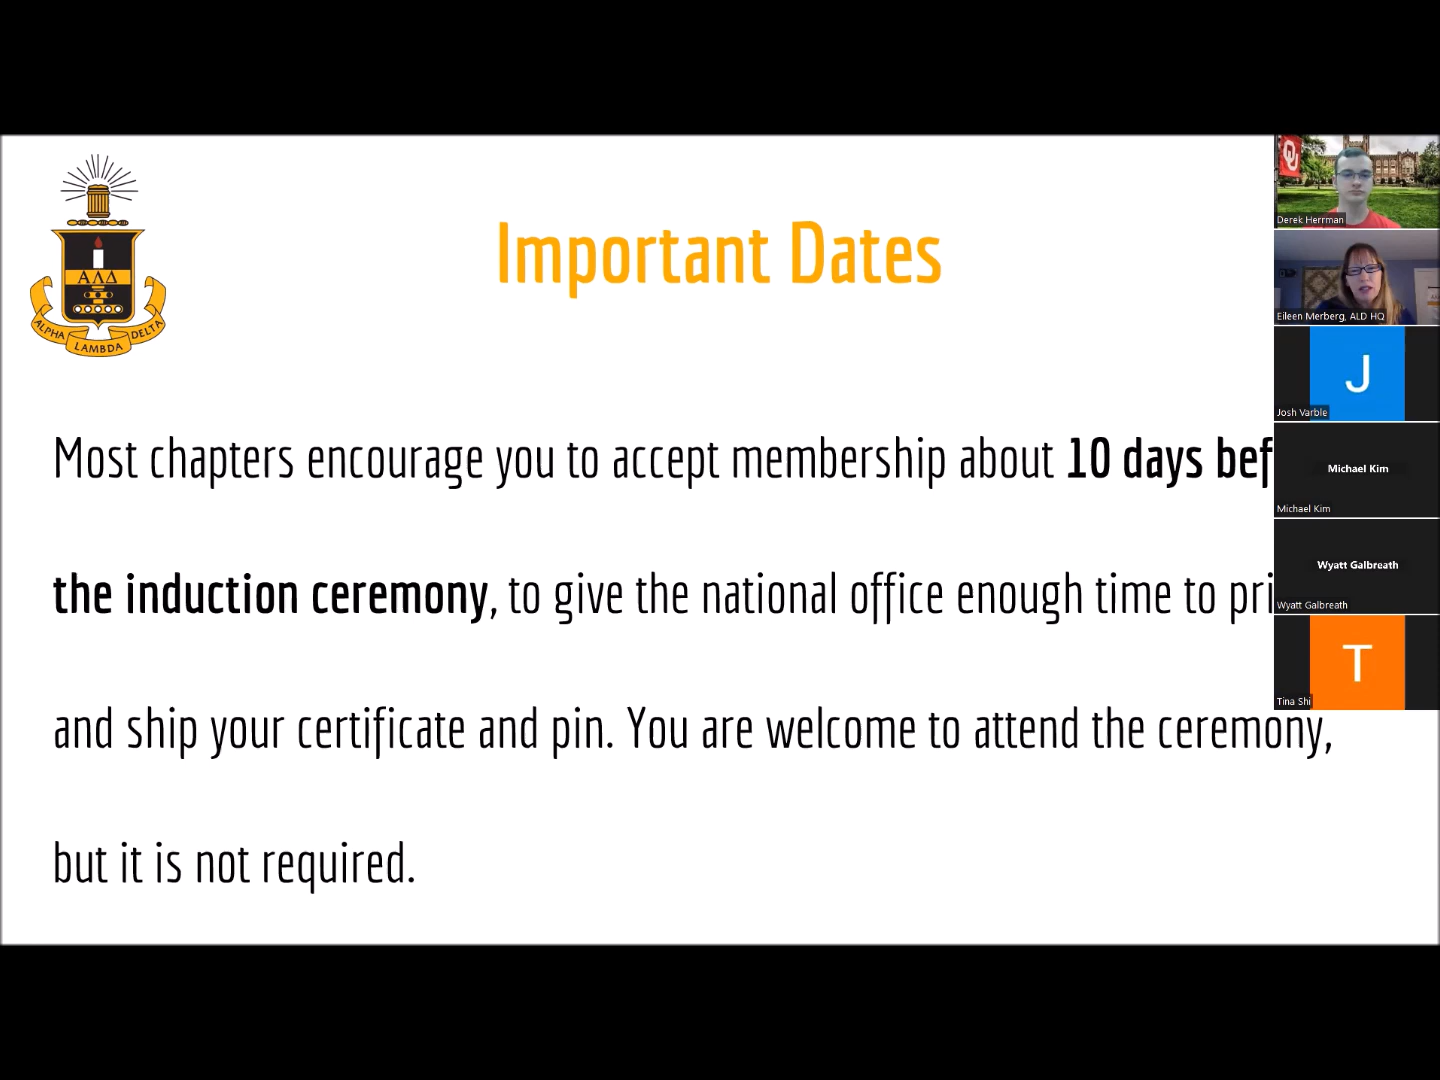 Important Dates
Most chapters encourage you to accept membership about 10 days bef
the induction ceremony, to give the national office enough time to pri
and ship your certificate and pin. You are welcome to attend the ceremony,
but it is not required.
ΑΛΔ
ALPHA
LAMBDA
DELTA
OU
Derek Herrman
Eileen Merberg, ALD HQ
J
Josh Varble
Michael Kim
Michael Kim
Wyatt Galbreath
Wyatt Galbreath
T
Tina Shi